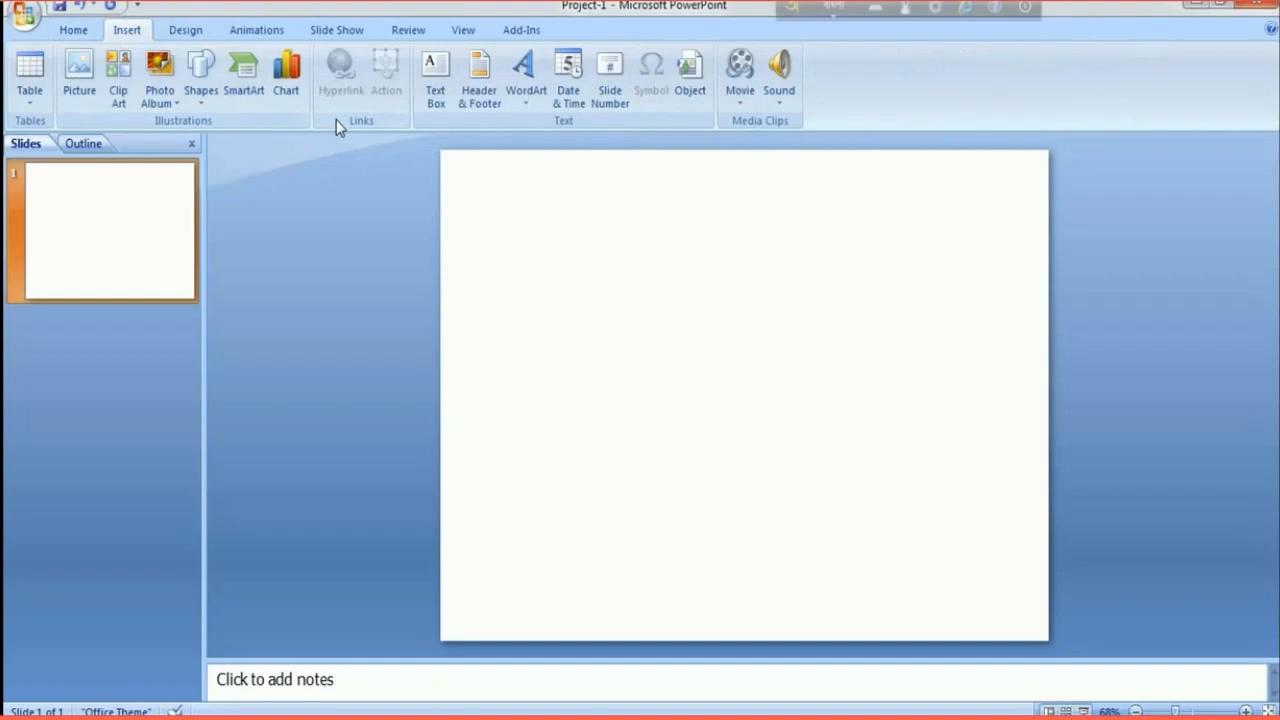 Project-1 - Microsoft PowerPoint
Home Insert Design Animations Slide Show Review View Add-Ins
Table Picture Clip Art Photo Album Shapes SmartArt Chart Hyperlink Action Text Box Header & Footer WordArt Date & Time Slide Number Symbol Object Movie Sound
Tables Illustrations Links Text Media Clips
Slides Outline
1
Click to add notes
Slide 1 of 1 "Office Theme" 68%